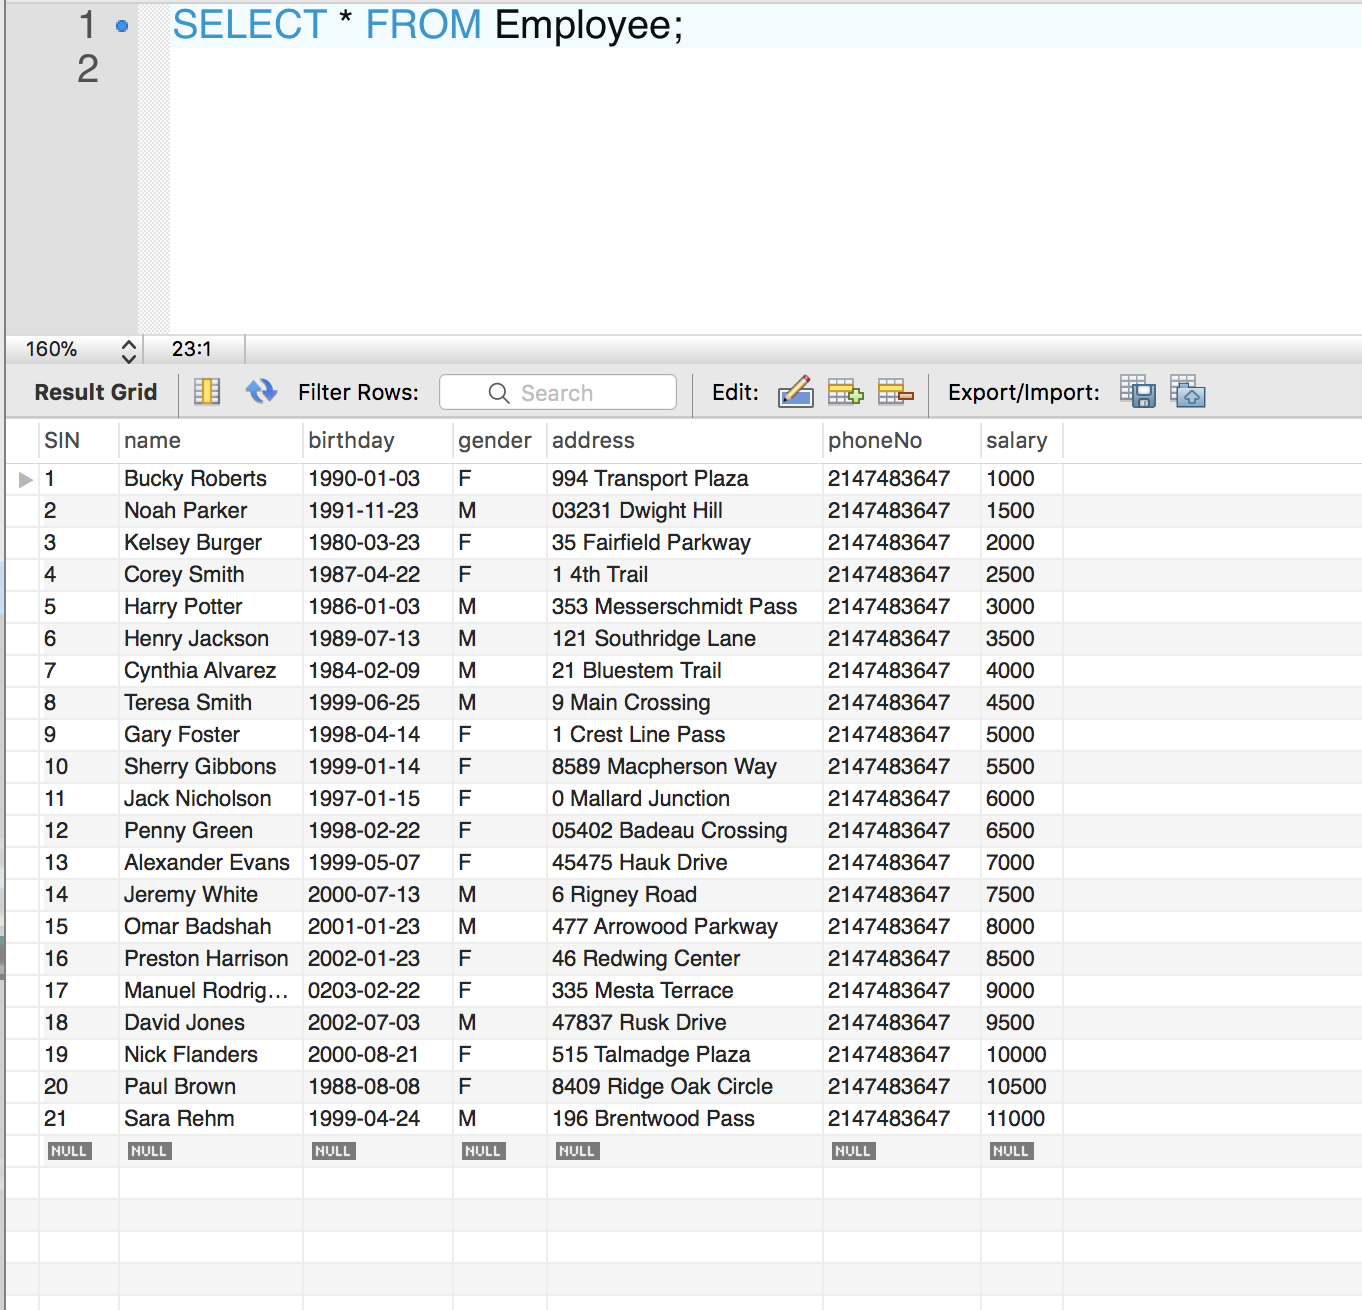 1 SELECT * FROM Employee;
2
160% 23:1
Result Grid Filter Rows: Search Edit: Export/Import:
SIN name birthday gender address phoneNo salary
1 Bucky Roberts 1990-01-03 F 994 Transport Plaza 2147483647 1000
2 Noah Parker 1991-11-23 M 03231 Dwight Hill 2147483647 1500
3 Kelsey Burger 1980-03-23 F 35 Fairfield Parkway 2147483647 2000
4 Corey Smith 1987-04-22 F 1 4th Trail 2147483647 2500
5 Harry Potter 1986-01-03 M 353 Messerschmidt Pass 2147483647 3000
6 Henry Jackson 1989-07-13 M 121 Southridge Lane 2147483647 3500
7 Cynthia Alvarez 1984-02-09 M 21 Bluestem Trail 2147483647 4000
8 Teresa Smith 1999-06-25 M 9 Main Crossing 2147483647 4500
9 Gary Foster 1998-04-14 F 1 Crest Line Pass 2147483647 5000
10 Sherry Gibbons 1999-01-14 F 8589 Macpherson Way 2147483647 5500
11 Jack Nicholson 1997-01-15 F 0 Mallard Junction 2147483647 6000
12 Penny Green 1998-02-22 F 05402 Badeau Crossing 2147483647 6500
13 Alexander Evans 1999-05-07 F 45475 Hauk Drive 2147483647 7000
14 Jeremy White 2000-07-13 M 6 Rigney Road 2147483647 7500
15 Omar Badshah 2001-01-23 M 477 Arrowood Parkway 2147483647 8000
16 Preston Harrison 2002-01-23 F 46 Redwing Center 2147483647 8500
17 Manuel Rodrig... 0203-02-22 F 335 Mesta Terrace 2147483647 9000
18 David Jones 2002-07-03 M 47837 Rusk Drive 2147483647 9500
19 Nick Flanders 2000-08-21 F 515 Talmadge Plaza 2147483647 10000
20 Paul Brown 1988-08-08 F 8409 Ridge Oak Circle 2147483647 10500
21 Sara Rehm 1999-04-24 M 196 Brentwood Pass 2147483647 11000
NULL NULL NULL NULL NULL NULL NULL